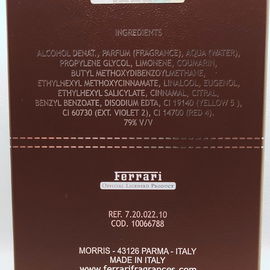 INGREDIENTS
ALCOHOL DENAT., PARFUM (FRAGRANCE), AQUA (WATER),
PROPYLENE GLYCOL, LIMONENE, COUMARIN,
BUTYL METHOXYDIBENZOYLMETHANE,
ETHYLHEXYL METHOXYCINNAMATE, LINALOOL, EUGENOL,
ETHYLHEXYL SALICYLATE, CINNAMAL, CITRAL,
BENZYL BENZOATE, DISODIUM EDTA, CI 19140 (YELLOW 5 ),
CI 60730 (EXT. VIOLET 2), CI 14700 (RED 4).
79% V/V
Ferrari
OFFICIAL LICENSED PRODUCT
REF. 7.20.022.10
COD. 10066788
MORRIS - 43126 PARMA - ITALY
MADE IN ITALY
www.ferrarifragrances.com